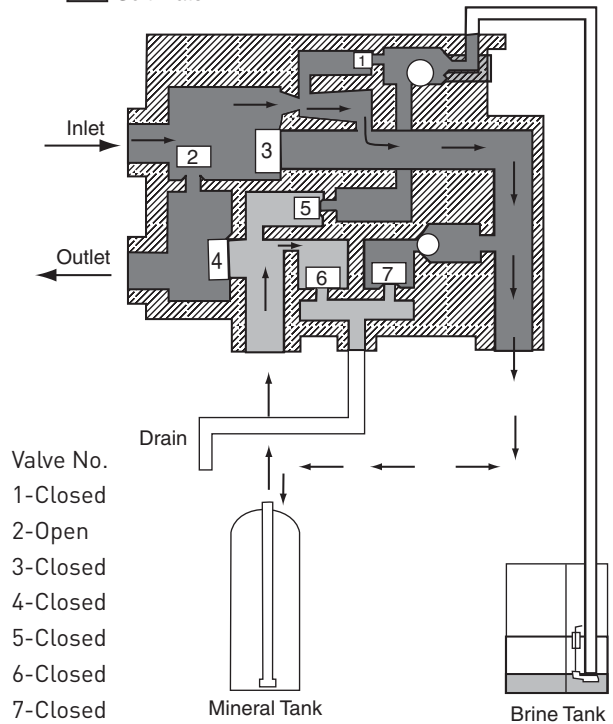 1
Inlet
2
3
5
Outlet
4
6
7
Drain
Valve No.
1-Closed
2-Open
3-Closed
4-Closed
5-Closed
6-Closed
7-Closed
Mineral Tank
Brine Tank